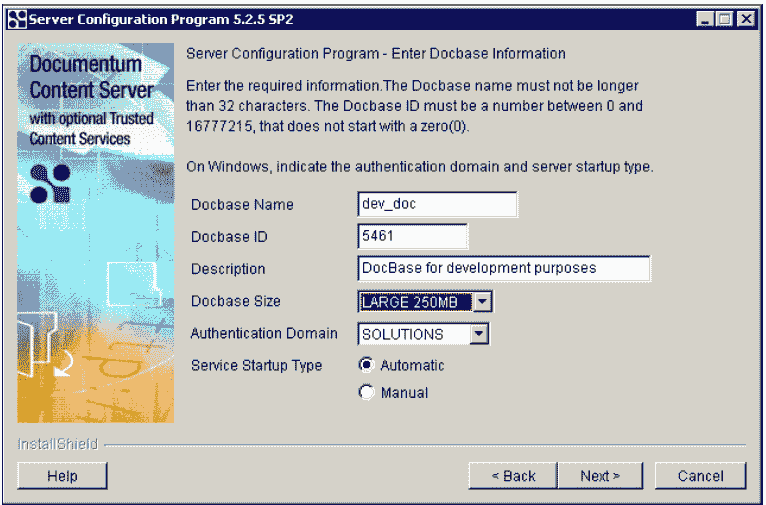 Server Configuration Program 5.2.5 SP2
Documentum
Content Server
with optional Trusted
Content Services
Server Configuration Program - Enter Docbase Information
Enter the required information.The Docbase name must not be longer
than 32 characters. The Docbase ID must be a number between 0 and
16777215, that does not start with a zero(0).
On Windows, indicate the authentication domain and server startup type.
Docbase Name dev_doc
Docbase ID 5461
Description DocBase for development purposes
Docbase Size LARGE 250MB
Authentication Domain SOLUTIONS
Service Startup Type Automatic
Manual
InstallShield
Help < Back Next > Cancel